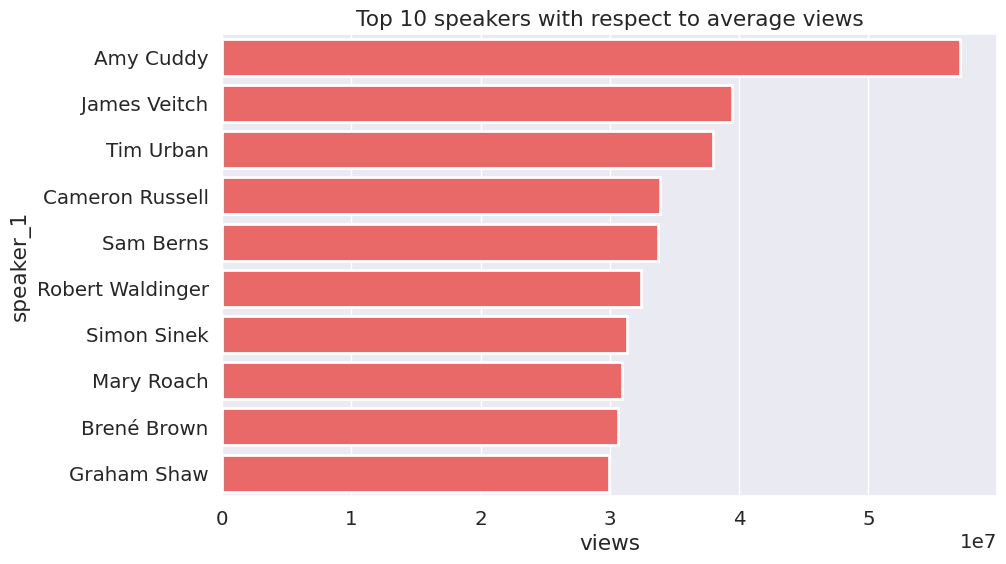 Top 10 speakers with respect to average views
speaker_1
Amy Cuddy
James Veitch
Tim Urban
Cameron Russell
Sam Berns
Robert Waldinger
Simon Sinek
Mary Roach
Brené Brown
Graham Shaw
0 1 2 3 4 5
1e7
views